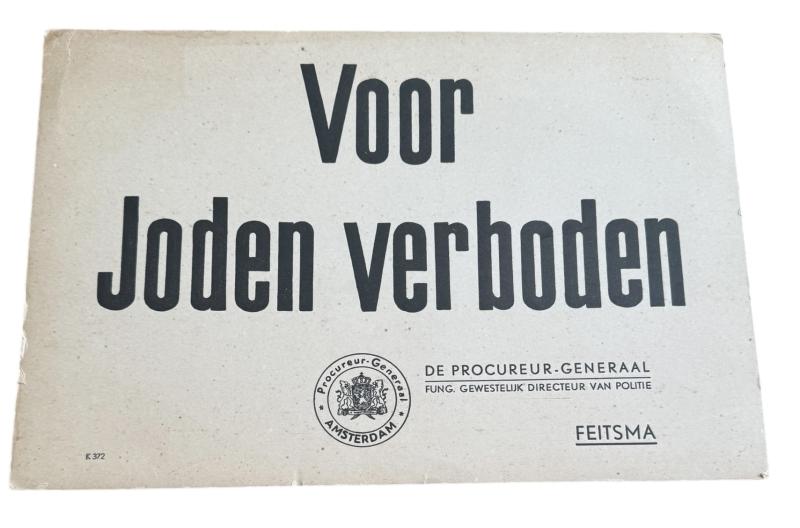 Voor
Joden verboden
Procureur-Generaal
AMSTERDAM
DE PROCUREUR-GENERAAL
FUNG. GEWESTELIJK DIRECTEUR VAN POLITIE
FEITSMA
K 372